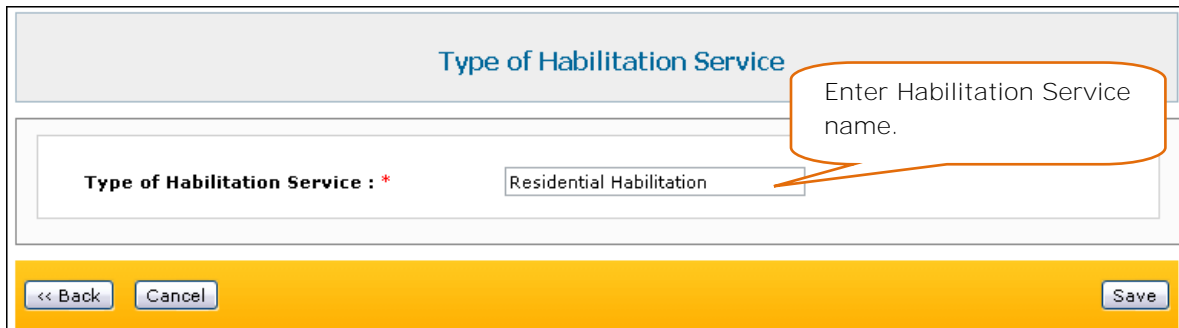 Type of Habilitation Service
Enter Habilitation Service
name.
Type of Habilitation Service : * Residential Habilitation
<< Back Cancel Save